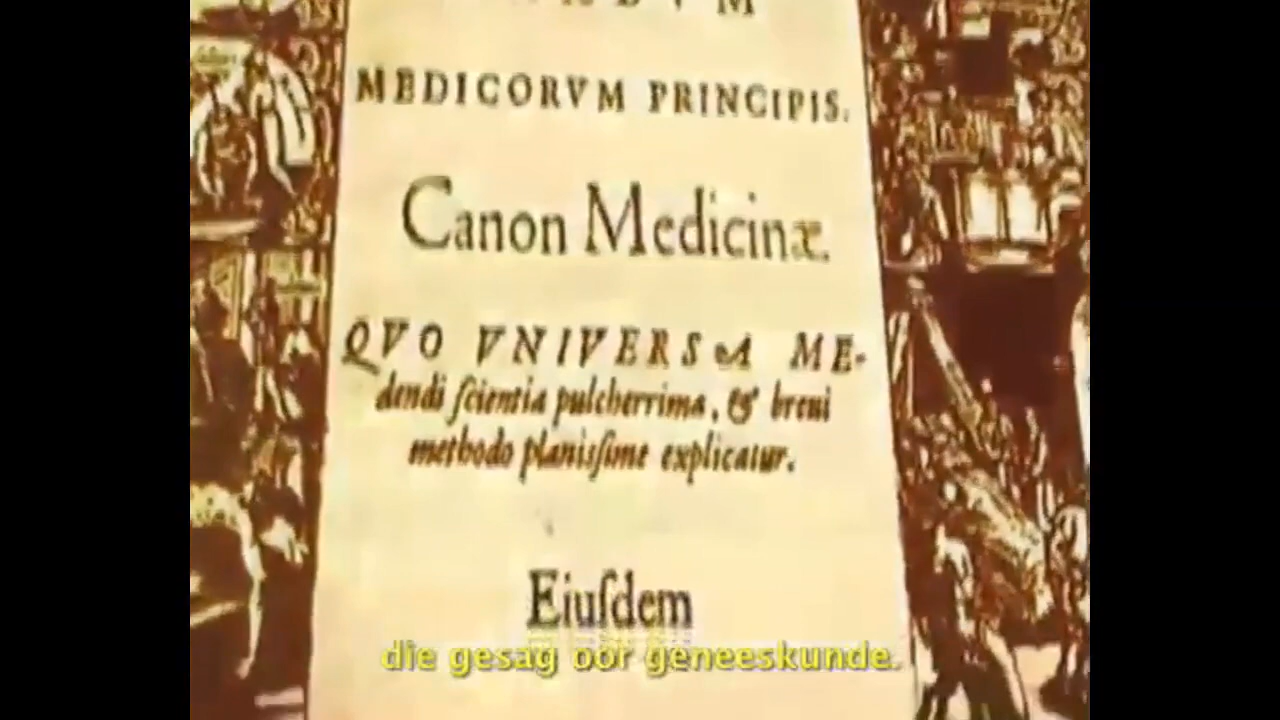 MEDICORVM PRINCIPIS.
Canon Medicinæ.
QVO VNIVERSA ME-
dendi ſcientia pulcherrima, & breui
methodo planiſſime explicatur.
Eiuſdem
die gesag oor geneeskunde.